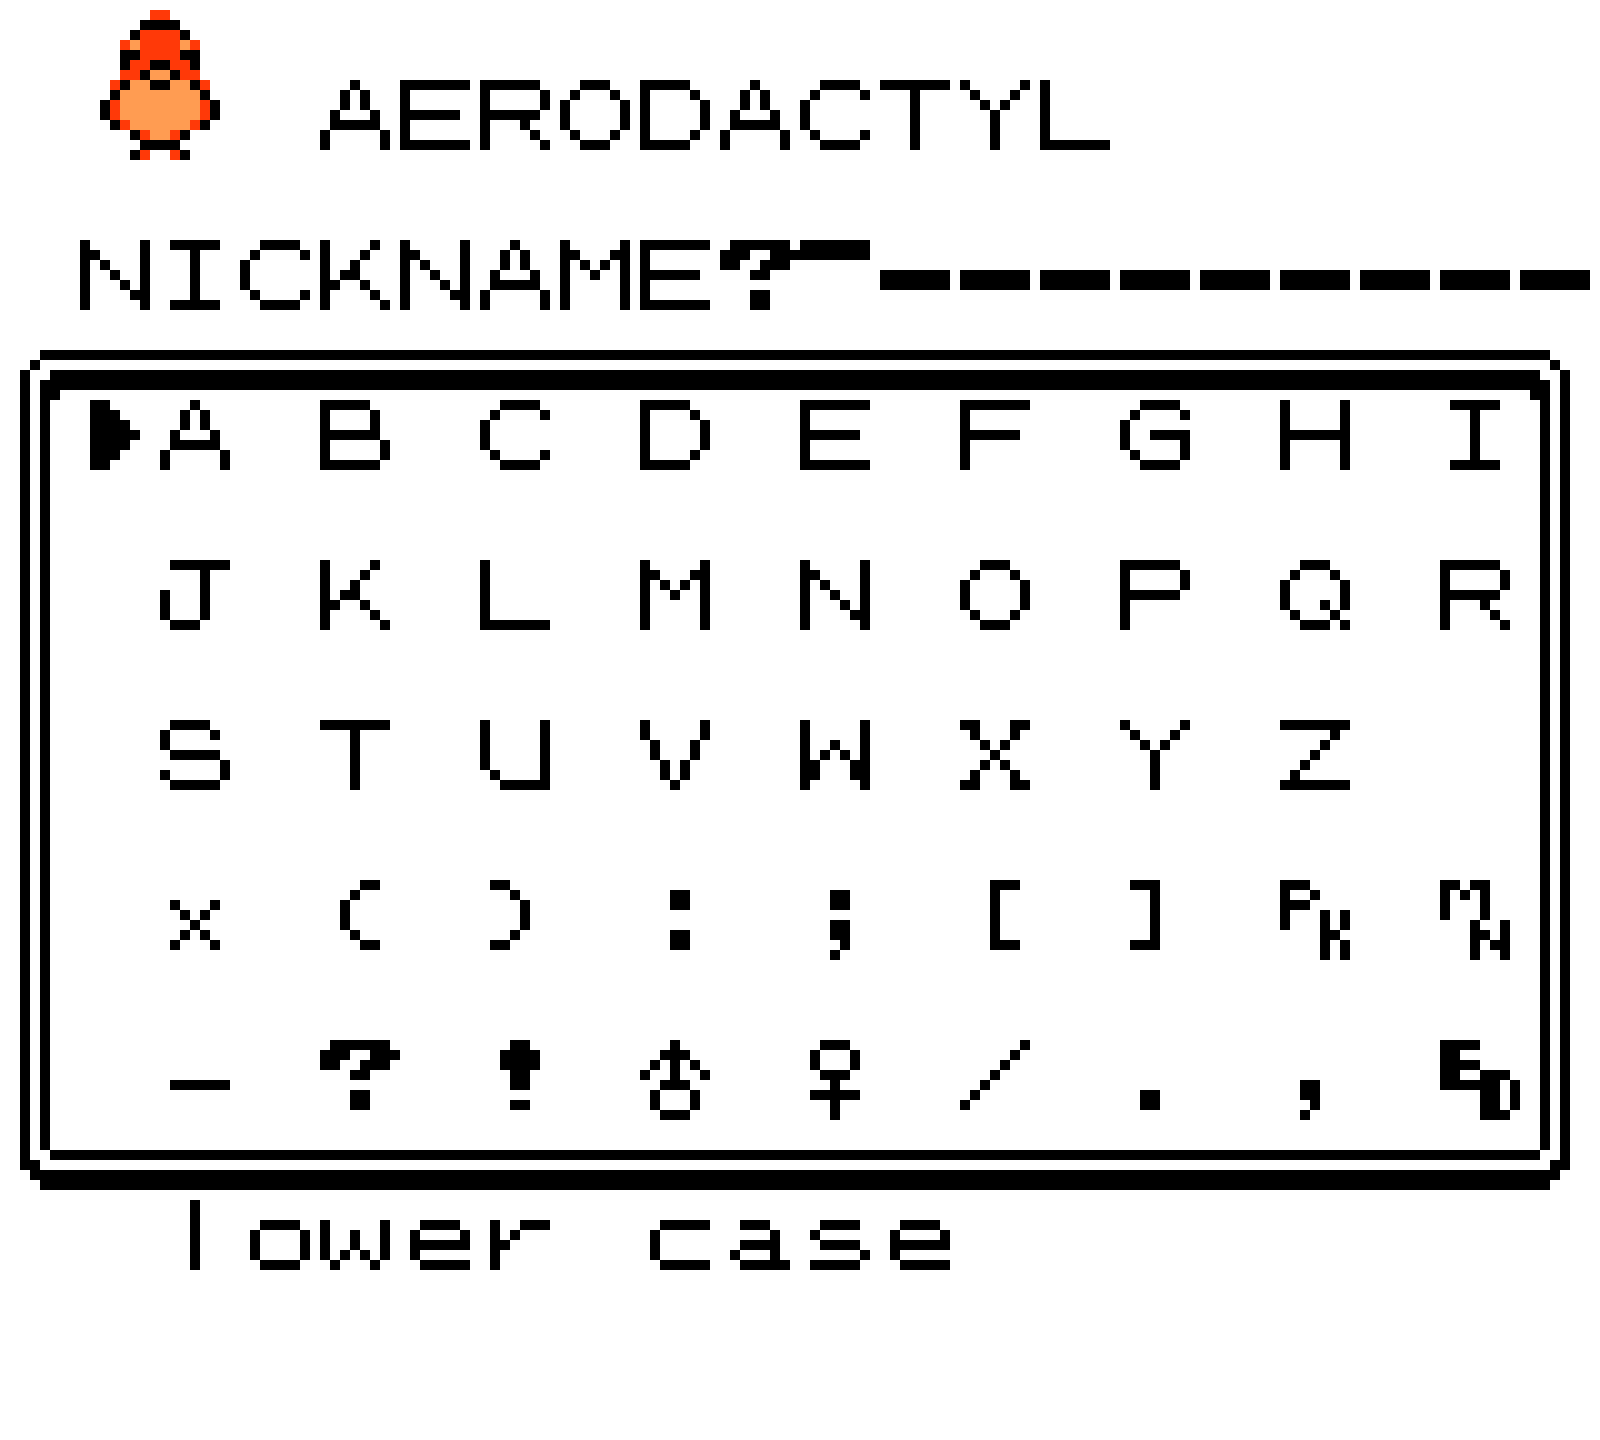 AERODACTYL
NICKNAME?
▶A B C D E F G H I
J K L M N O P Q R
S T U V W X Y Z
× ( ) : ; [ ] PK MN
- ? ! ♂ ♀ / . , ED
lower case